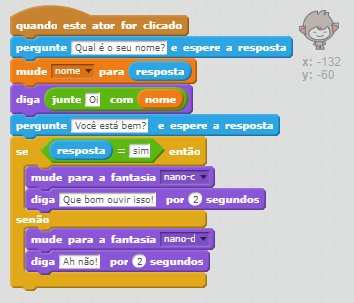 quando este ator for clicado
pergunte Qual é o seu nome? e espere a resposta
mude nome para resposta
diga junte Oi com nome
pergunte Você está bem? e espere a resposta
se resposta = sim então
mude para a fantasia nano-c
diga Que bom ouvir isso! por 2 segundos
senão
mude para a fantasia nano-d
diga Ah não! por 2 segundos
x: -132
y: -60